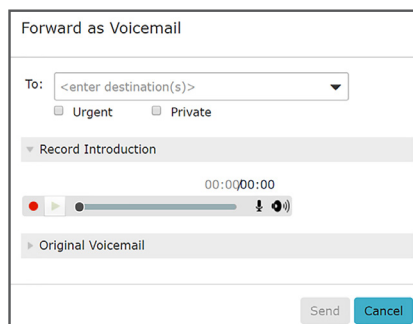 Forward as Voicemail
To: <enter destination(s)>
Urgent Private
Record Introduction
00:00/00:00
Original Voicemail
Send Cancel